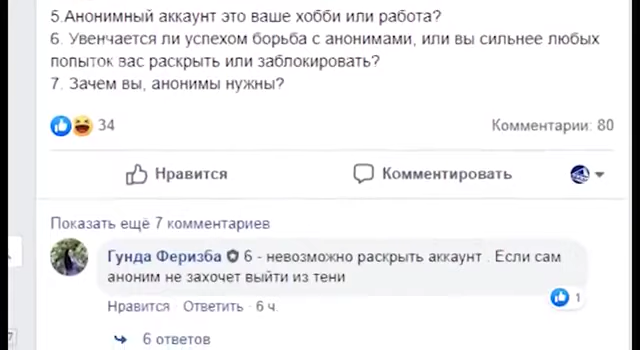 5.Анонимный аккаунт это ваше хобби или работа?
6. Увенчается ли успехом борьба с анонимами, или вы сильнее любых
попыток вас раскрыть или заблокировать?
7. Зачем вы, анонимы нужны?
34
Комментарии: 80
Нравится
Комментировать
Показать ещё 7 комментариев
Гунда Феризба 6 - невозможно раскрыть аккаунт . Если сам
аноним не захочет выйти из тени
1
Нравится · Ответить · 6 ч.
6 ответов